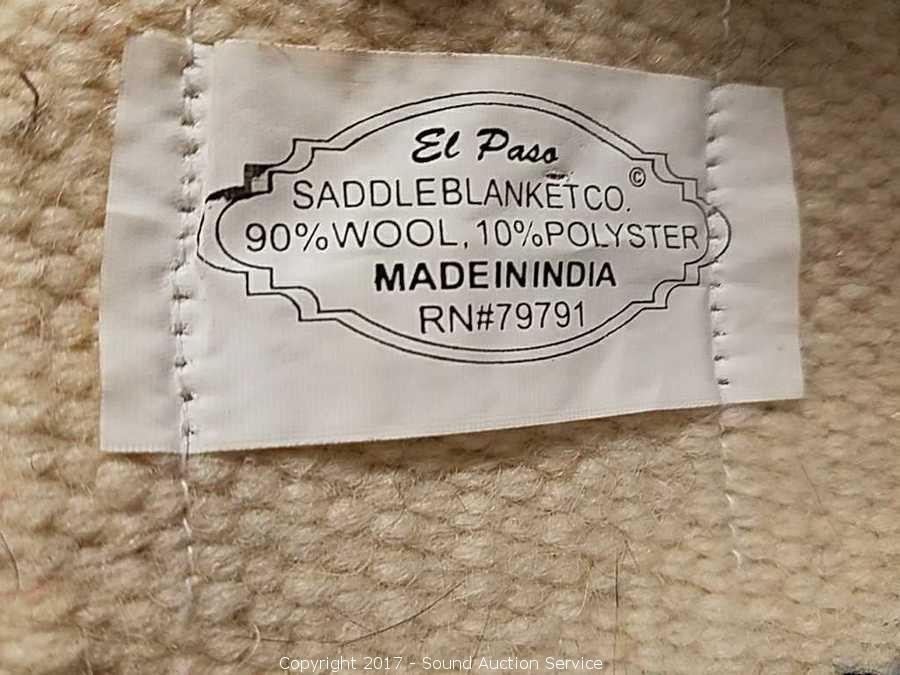 El Paso
SADDLEBLANKETCO.©
90%WOOL, 10%POLYSTER
MADEININDIA
RN#79791
Copyright 2017 - Sound Auction Service